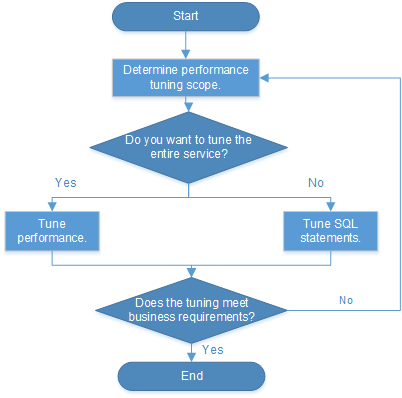 Start
Determine performance
tuning scope.
Do you want to tune the
entire service?
Yes
No
Tune
performance.
Tune SQL
statements.
Does the tuning meet
business requirements?
No
Yes
End